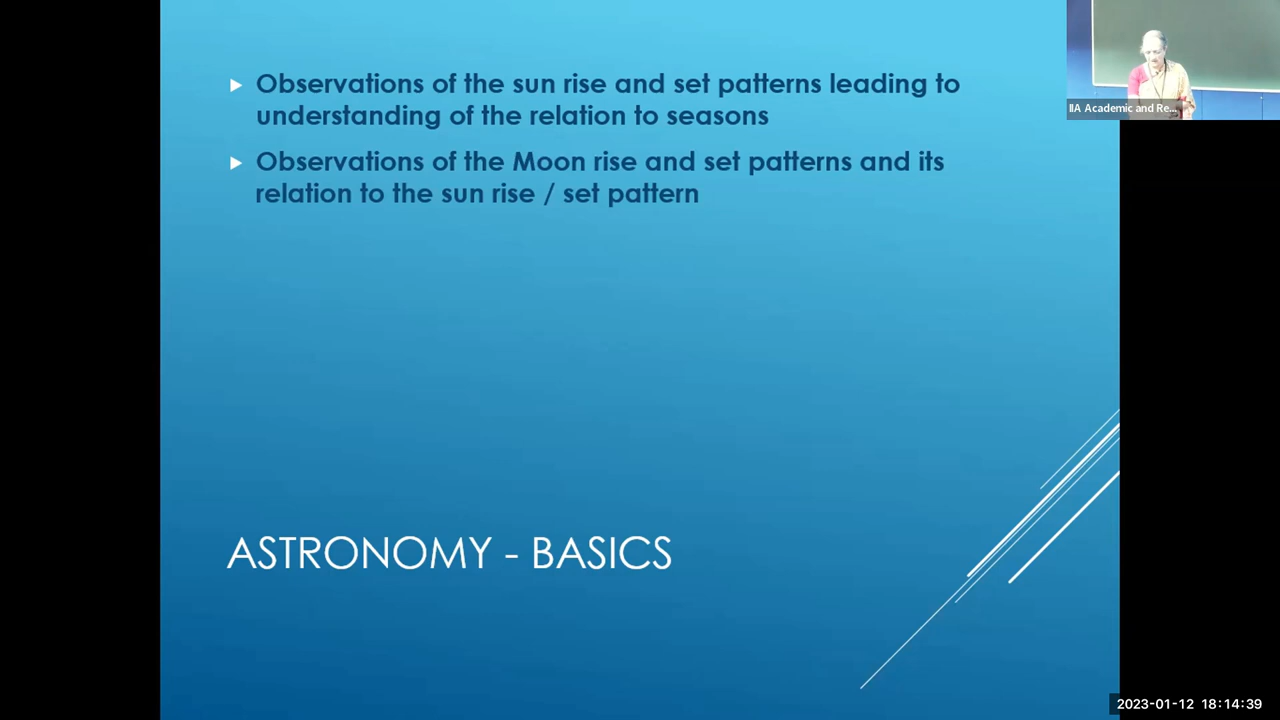 Observations of the sun rise and set patterns leading to
understanding of the relation to seasons
Observations of the Moon rise and set patterns and its
relation to the sun rise / set pattern
ASTRONOMY - BASICS
IIA Academic and Re...
2023-01-12 18:14:39